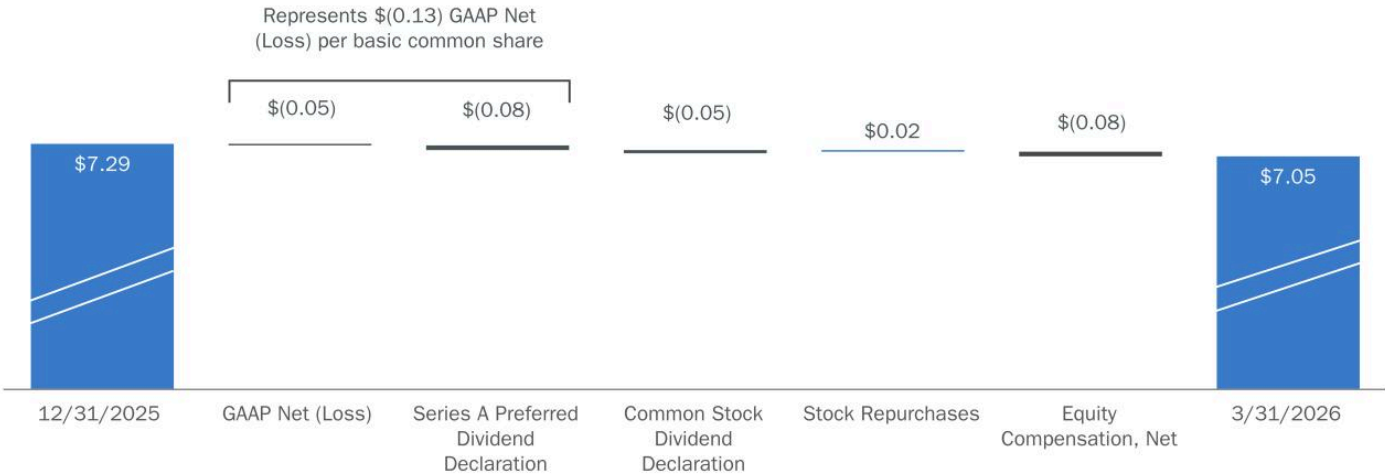 Represents $(0.13) GAAP Net
(Loss) per basic common share
$(0.05)
$(0.08)
$(0.05)
$0.02
$(0.08)
$7.29
$7.05
12/31/2025
GAAP Net (Loss)
Series A Preferred
Dividend
Declaration
Common Stock
Dividend
Declaration
Stock Repurchases
Equity
Compensation, Net
3/31/2026